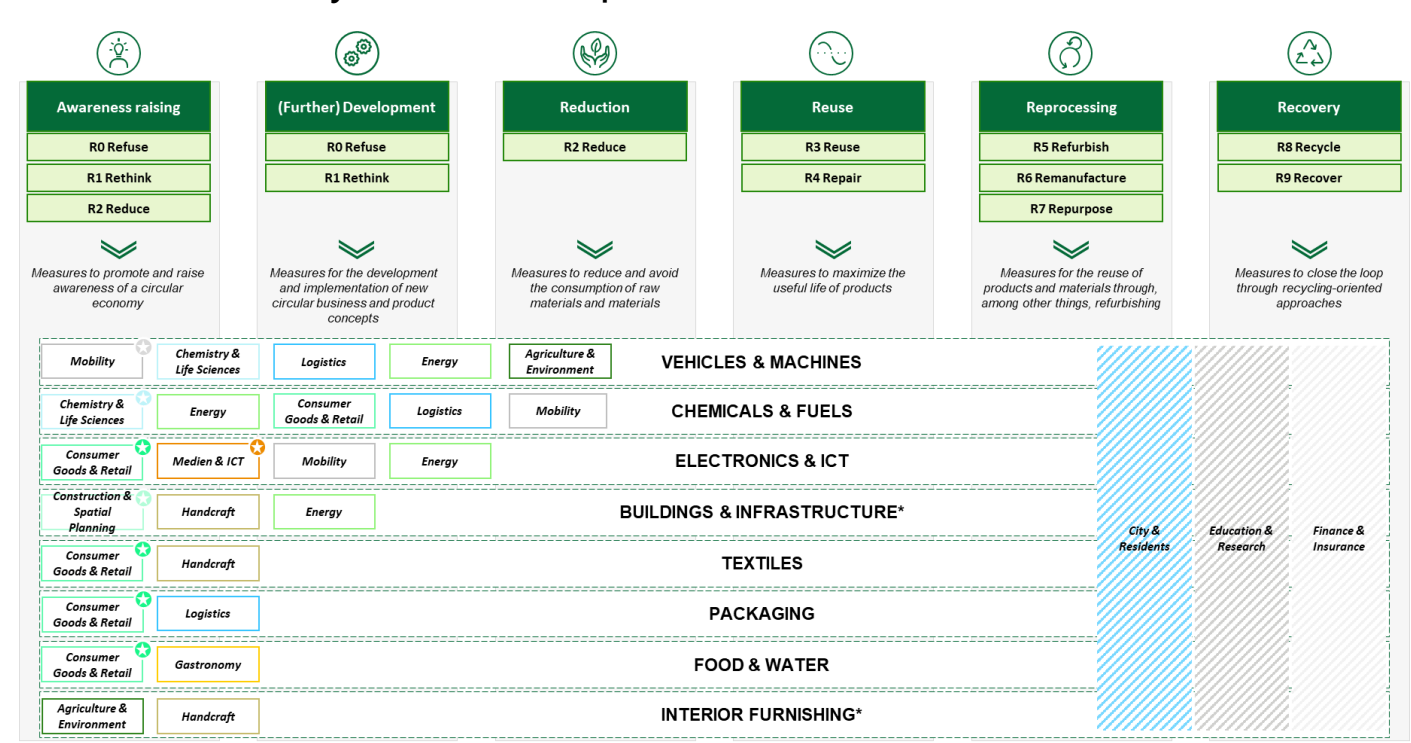 Awareness raising
R0 Refuse
R1 Rethink
R2 Reduce
Measures to promote and raise
awareness of a circular
economy
(Further) Development
R0 Refuse
R1 Rethink
Measures for the development
and implementation of new
circular business and product
concepts
Reduction
R2 Reduce
Measures to reduce and avoid
the consumption of raw
materials and materials
Reuse
R3 Reuse
R4 Repair
Measures to maximize the
useful life of products
Reprocessing
R5 Refurbish
R6 Remanufacture
R7 Repurpose
Measures for the reuse of
products and materials through,
among other things, refurbishing
Recovery
R8 Recycle
R9 Recover
Measures to close the loop
through recycling-oriented
approaches
Mobility
Chemistry &
Life Sciences
Logistics
Energy
Agriculture &
Environment
VEHICLES & MACHINES
Chemistry &
Life Sciences
Energy
Consumer
Goods & Retail
Logistics
Mobility
CHEMICALS & FUELS
Consumer
Goods & Retail
Medien & ICT
Mobility
Energy
ELECTRONICS & ICT
Construction &
Spatial
Planning
Handcraft
Energy
BUILDINGS & INFRASTRUCTURE*
Consumer
Goods & Retail
Handcraft
TEXTILES
Consumer
Goods & Retail
Logistics
PACKAGING
Consumer
Goods & Retail
Gastronomy
FOOD & WATER
Agriculture &
Environment
Handcraft
INTERIOR FURNISHING*
City &
Residents
Education &
Research
Finance &
Insurance